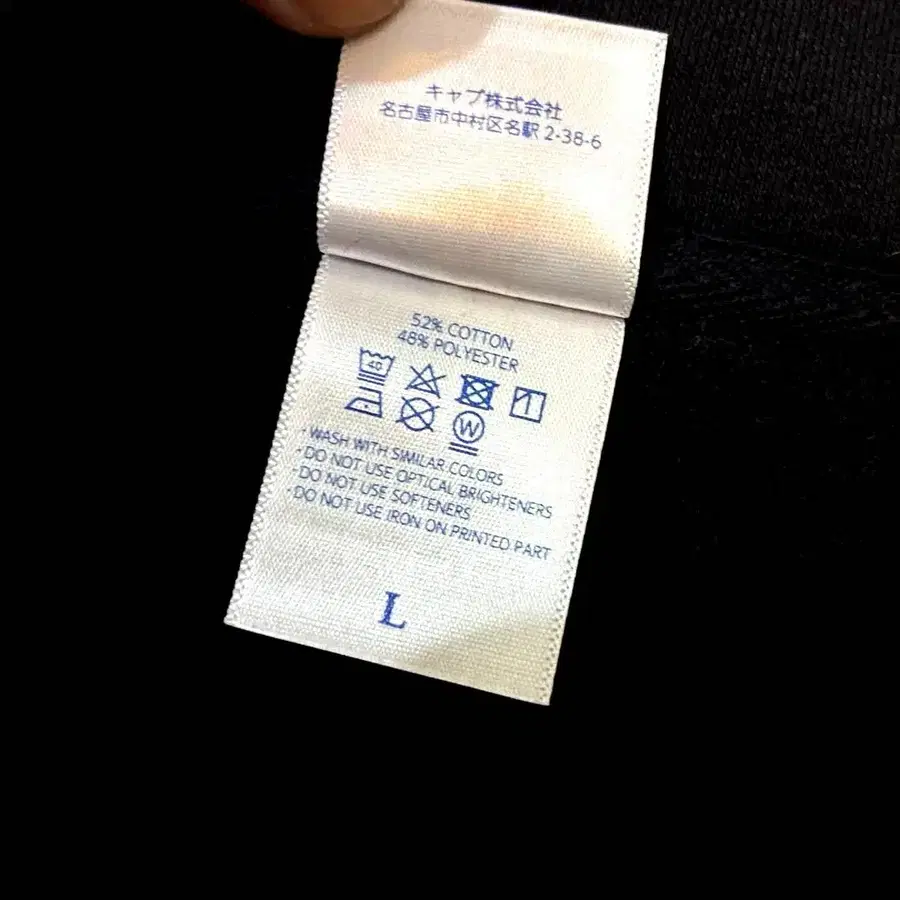 キャブ株式会社
名古屋市中村区名駅 2-38-6
52% COTTON
48% POLYESTER
40
W
・WASH WITH SIMILAR COLORS
・DO NOT USE OPTICAL BRIGHTENERS
・DO NOT USE SOFTENERS
・DO NOT USE IRON ON PRINTED PART
L